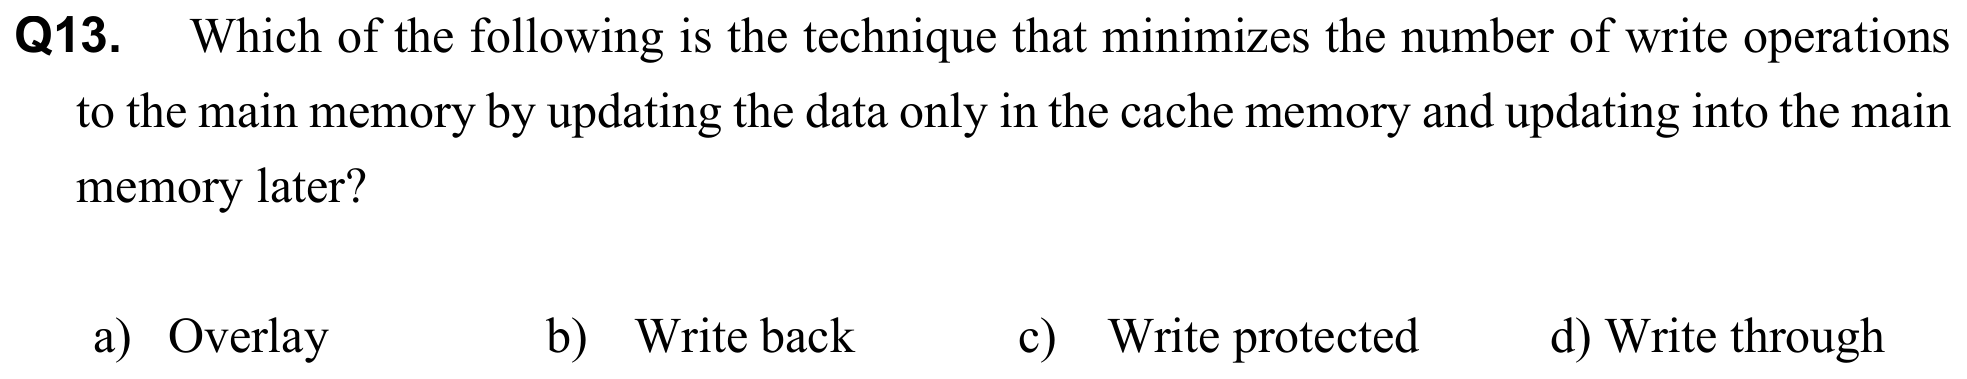 Q13. Which of the following is the technique that minimizes the number of write operations
to the main memory by updating the data only in the cache memory and updating into the main
memory later?
a) Overlay b) Write back c) Write protected d) Write through